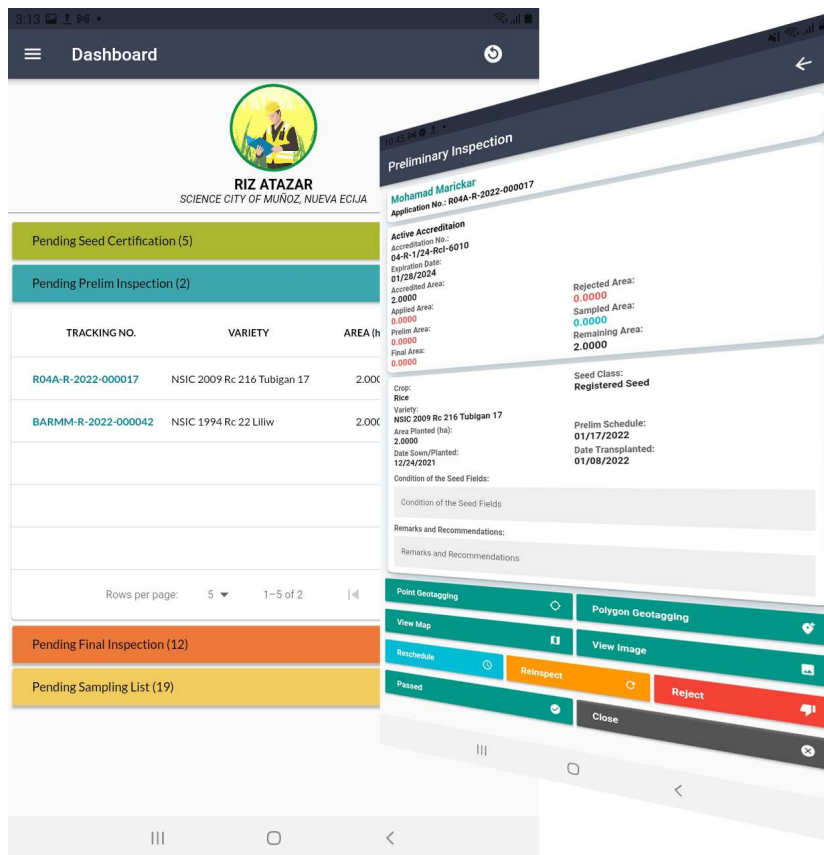 3:13
Dashboard
RIZ ATAZAR
SCIENCE CITY OF MUÑOZ, NUEVA ECIJA
Pending Seed Certification (5)
Pending Prelim Inspection (2)
TRACKING NO. VARIETY AREA (h
R04A-R-2022-000017 NSIC 2009 Rc 216 Tubigan 17 2.000
BARMM-R-2022-000042 NSIC 1994 Rc 22 Liliw 2.000
Rows per page: 5 1–5 of 2
Pending Final Inspection (12)
Pending Sampling List (19)
10:45
Preliminary Inspection
Mohamad Marickar
Application No.: R04A-R-2022-000017
Active Accreditaion
Accreditation No.:
04-R-1/24-Rcl-6010
Expiration Date:
01/28/2024
Accredited Area:
2.0000
Applied Area:
0.0000
Prelim Area:
0.0000
Final Area:
0.0000
Rejected Area:
0.0000
Sampled Area:
0.0000
Remaining Area:
2.0000
Crop:
Rice
Seed Class:
Registered Seed
Variety:
NSIC 2009 Rc 216 Tubigan 17
Area Planted (ha):
2.0000
Prelim Schedule:
01/17/2022
Date Sown/Planted:
12/24/2021
Date Transplanted:
01/08/2022
Condition of the Seed Fields:
Condition of the Seed Fields
Remarks and Recommendations:
Remarks and Recommendations
Point Geotagging
Polygon Geotagging
View Map
View Image
Reschedule
Reinspect
Reject
Passed
Close